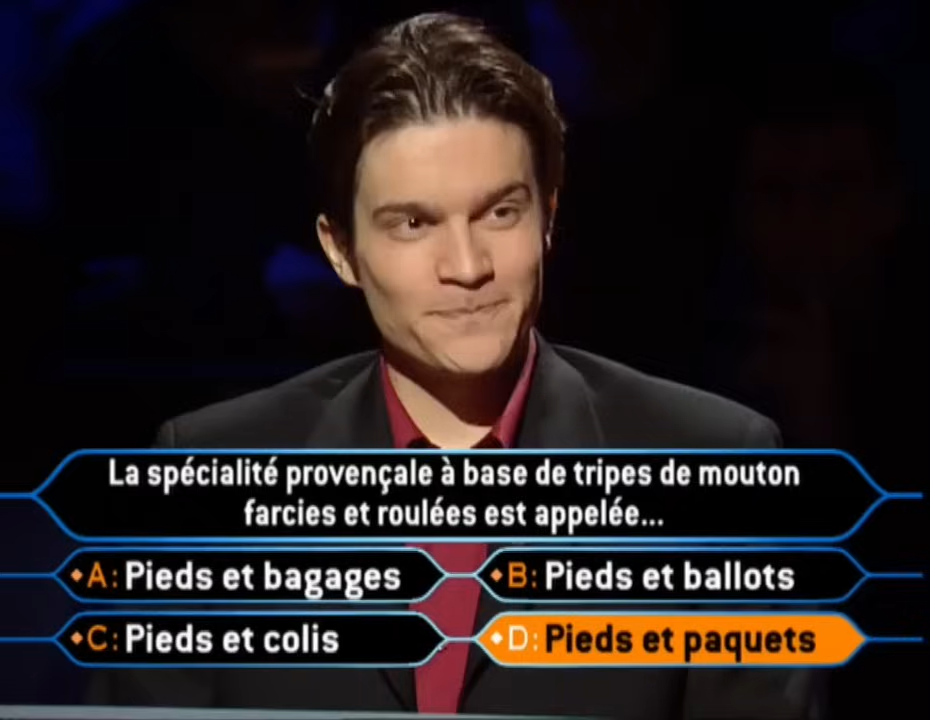 La spécialité provençale à base de tripes de mouton
farcies et roulées est appelée...
A: Pieds et bagages
B: Pieds et ballots
C: Pieds et colis
D: Pieds et paquets